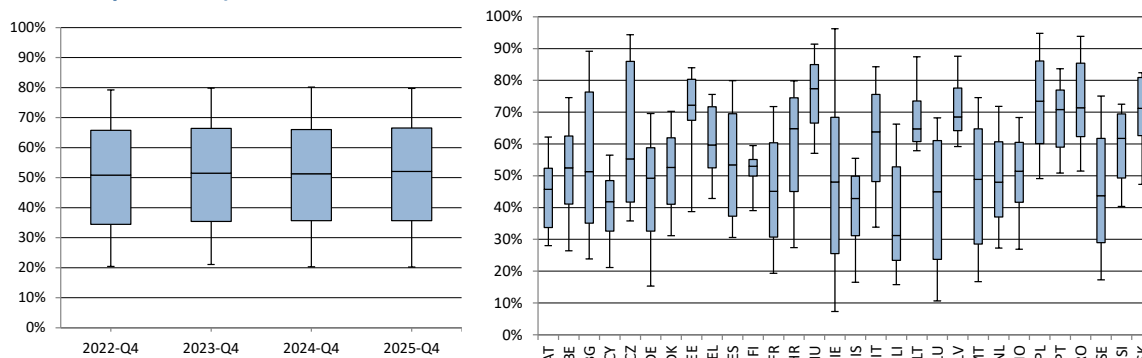 100%
90%
80%
70%
60%
50%
40%
30%
20%
10%
0%
2022-Q4 2023-Q4 2024-Q4 2025-Q4
100%
90%
80%
70%
60%
50%
40%
30%
20%
10%
0%
AT
BE
BG
CY
CZ
DE
DK
EE
EL
ES
FI
FR
HR
HU
IE
IS
IT
LI
LT
LU
LV
MT
NL
NO
PL
PT
RO
SE
SI